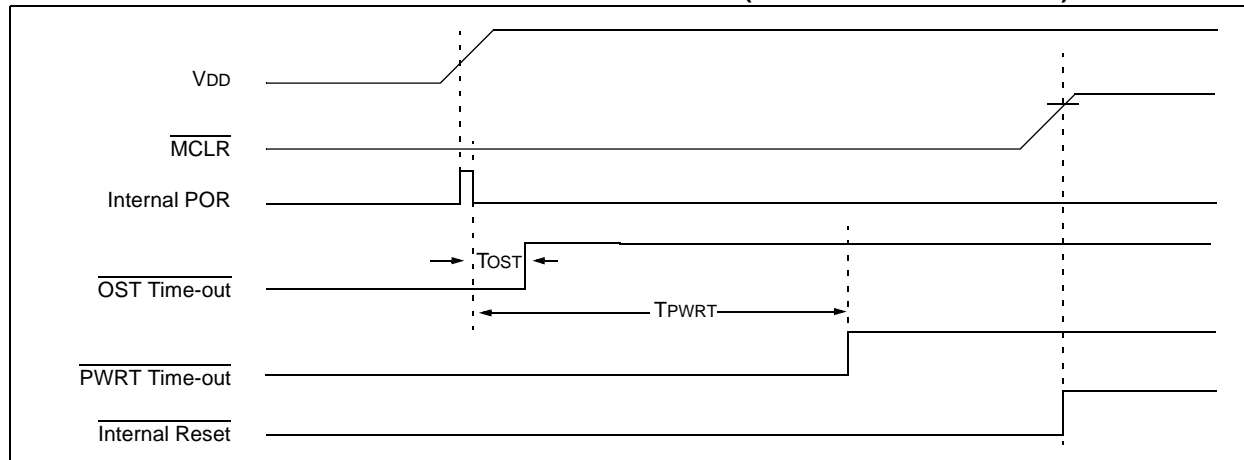 VDD
MCLR
Internal POR
TOST
OST Time-out
TPWRT
PWRT Time-out
Internal Reset